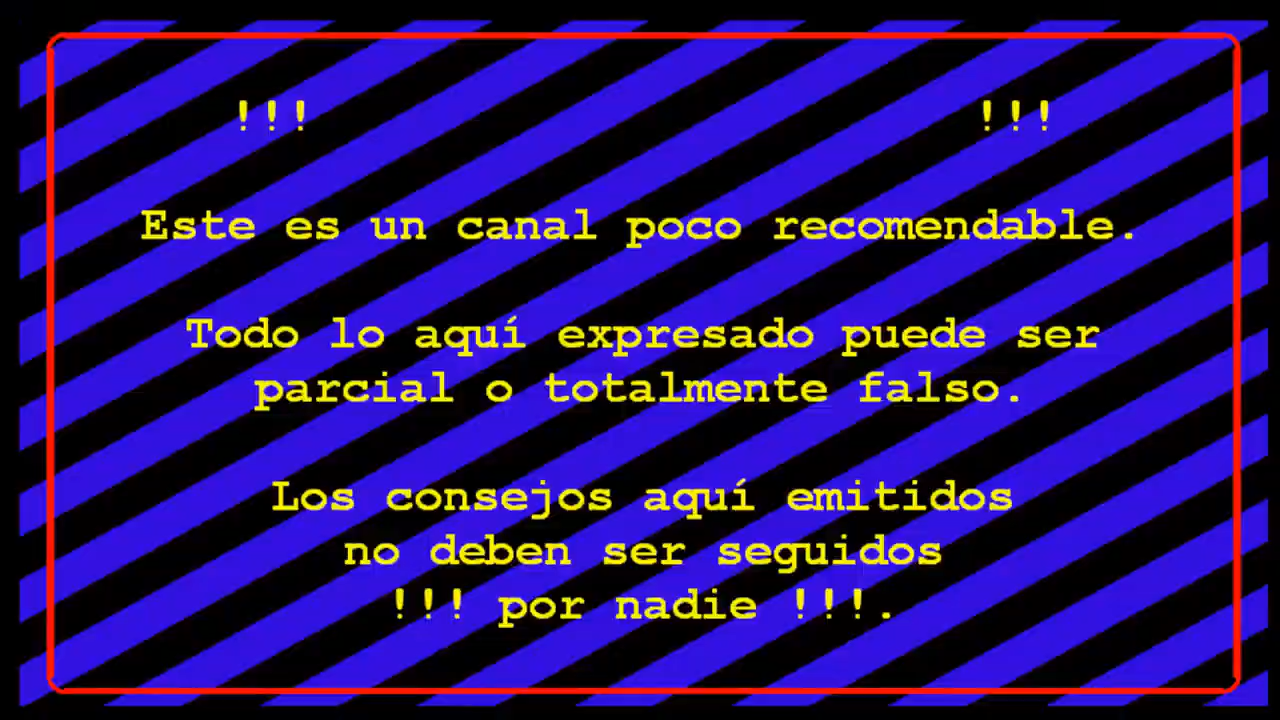 !!! !!!
Este es un canal poco recomendable.
Todo lo aquí expresado puede ser
parcial o totalmente falso.
Los consejos aquí emitidos
no deben ser seguidos
!!! por nadie !!!.